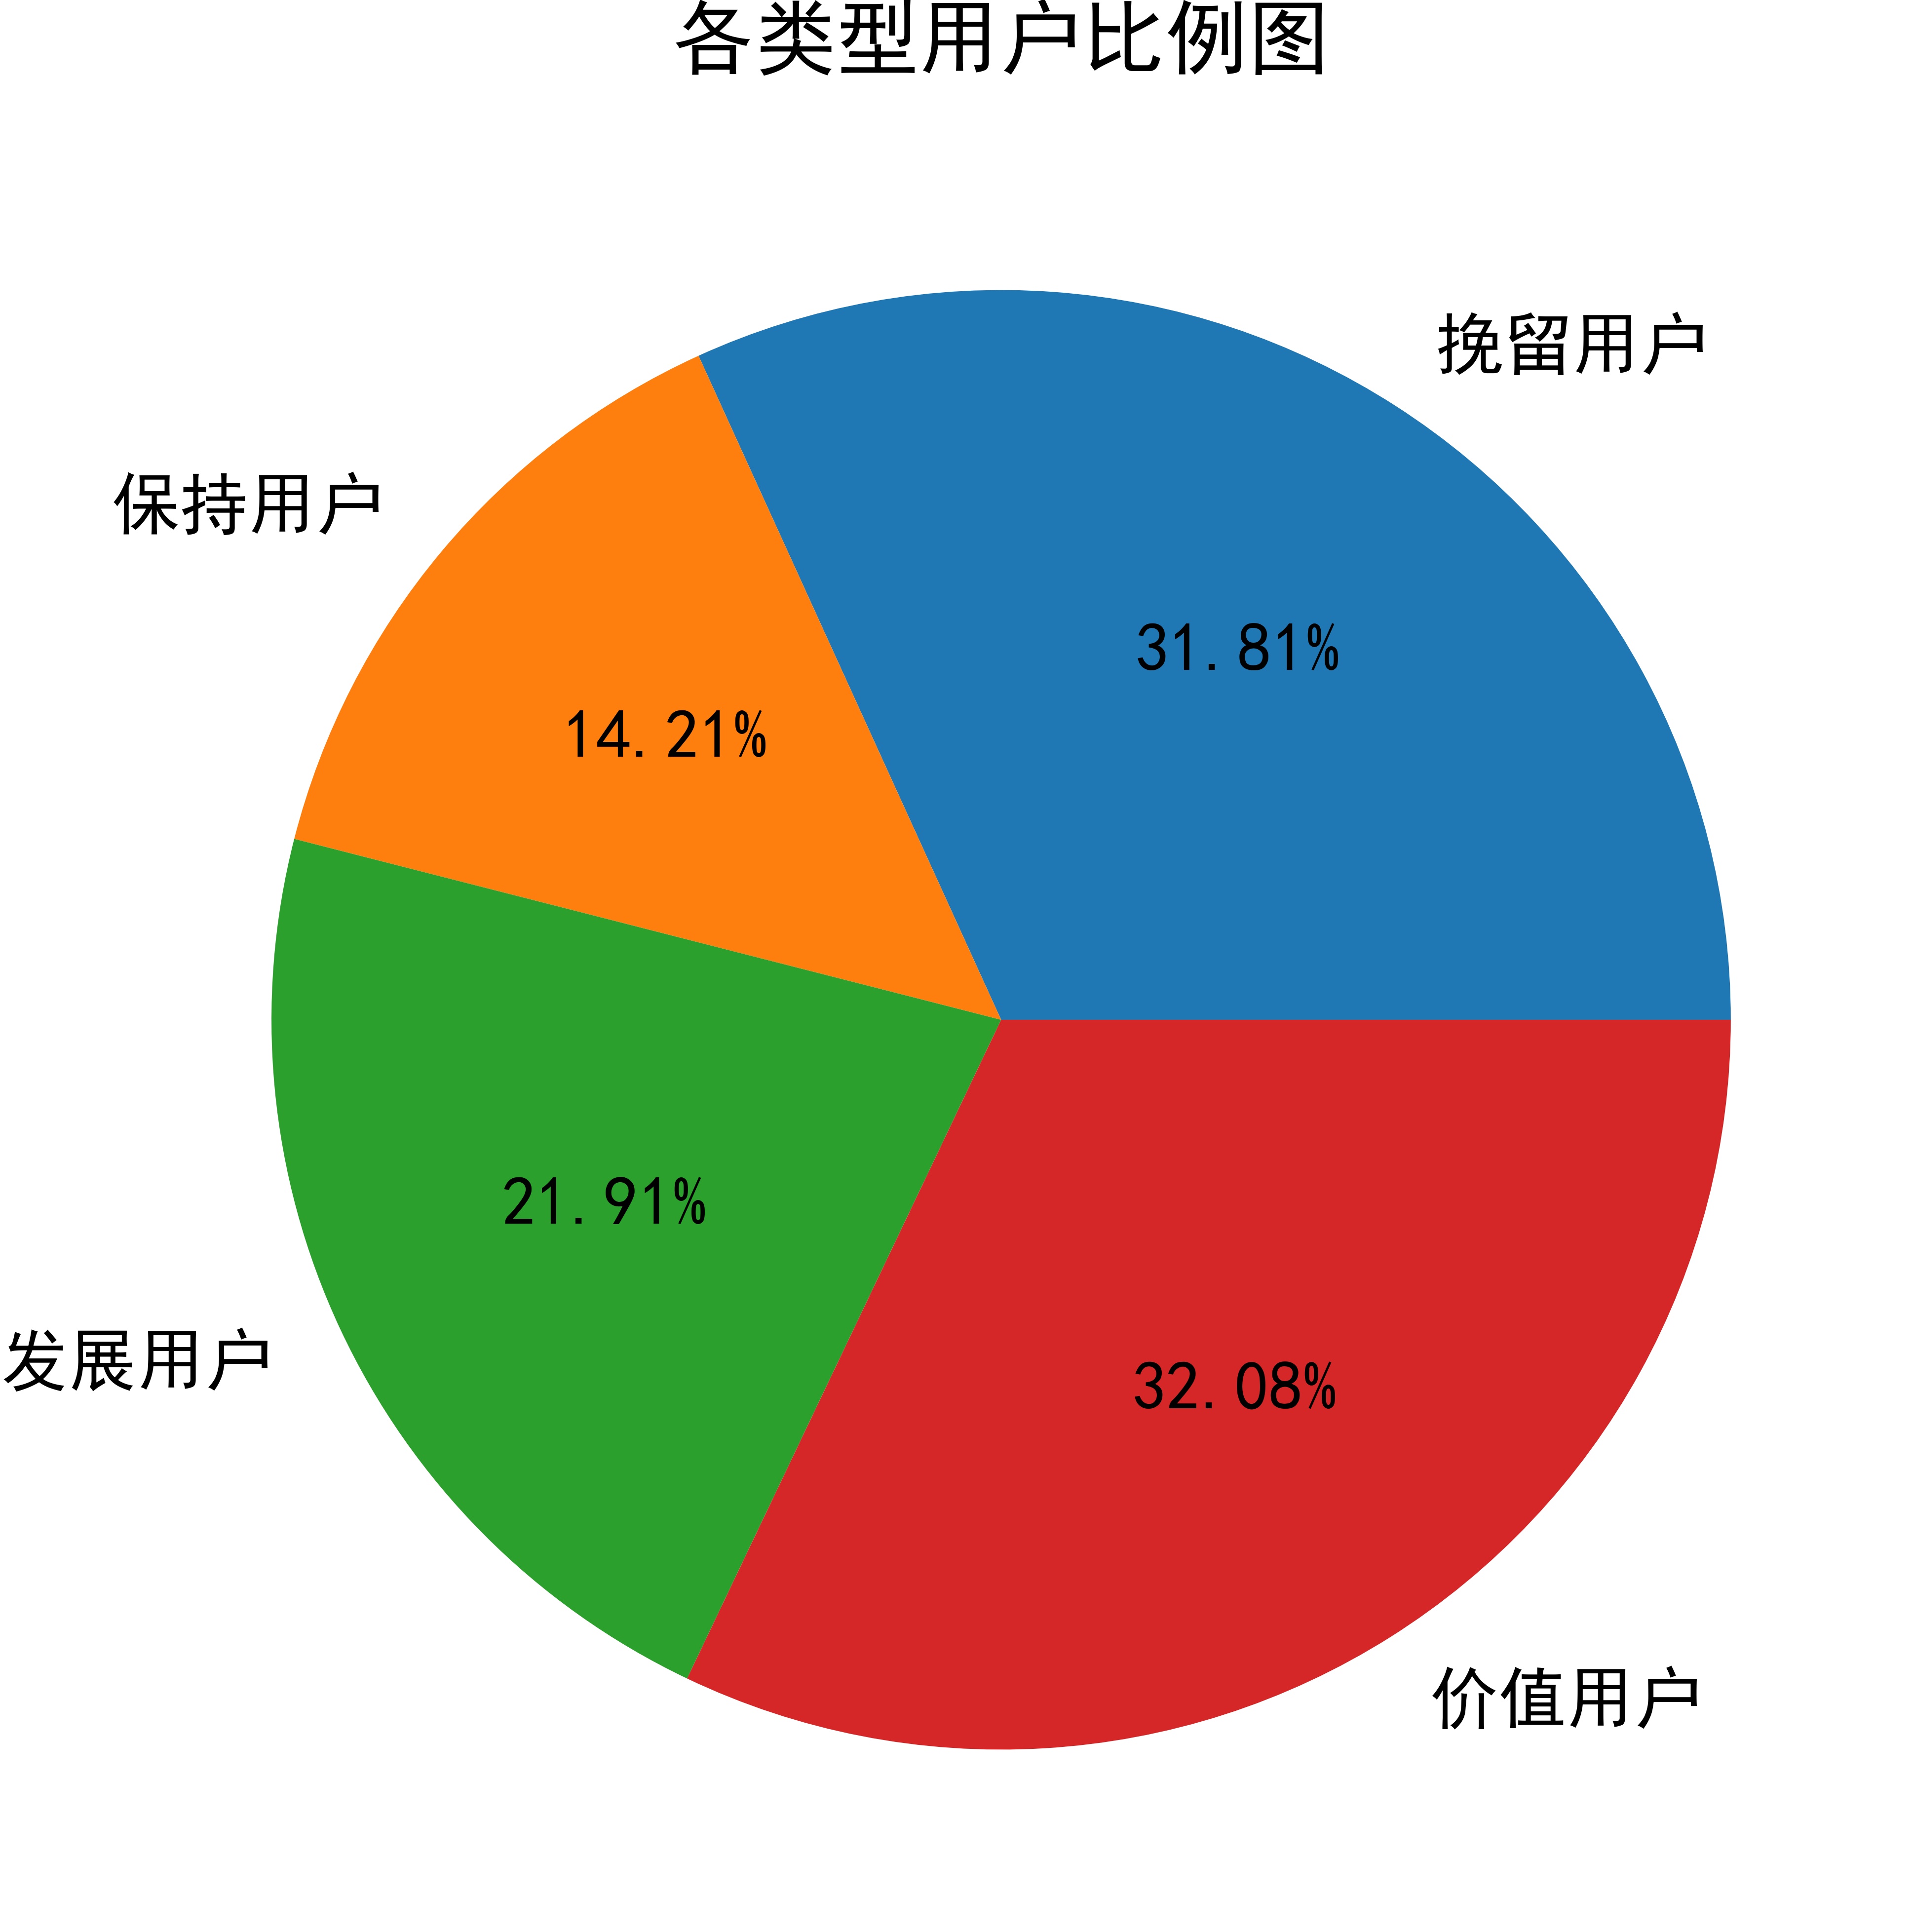 各类型用户比例图
挽留用户
保持用户
31.81%
14.21%
21.91%
发展用户
32.08%
价值用户